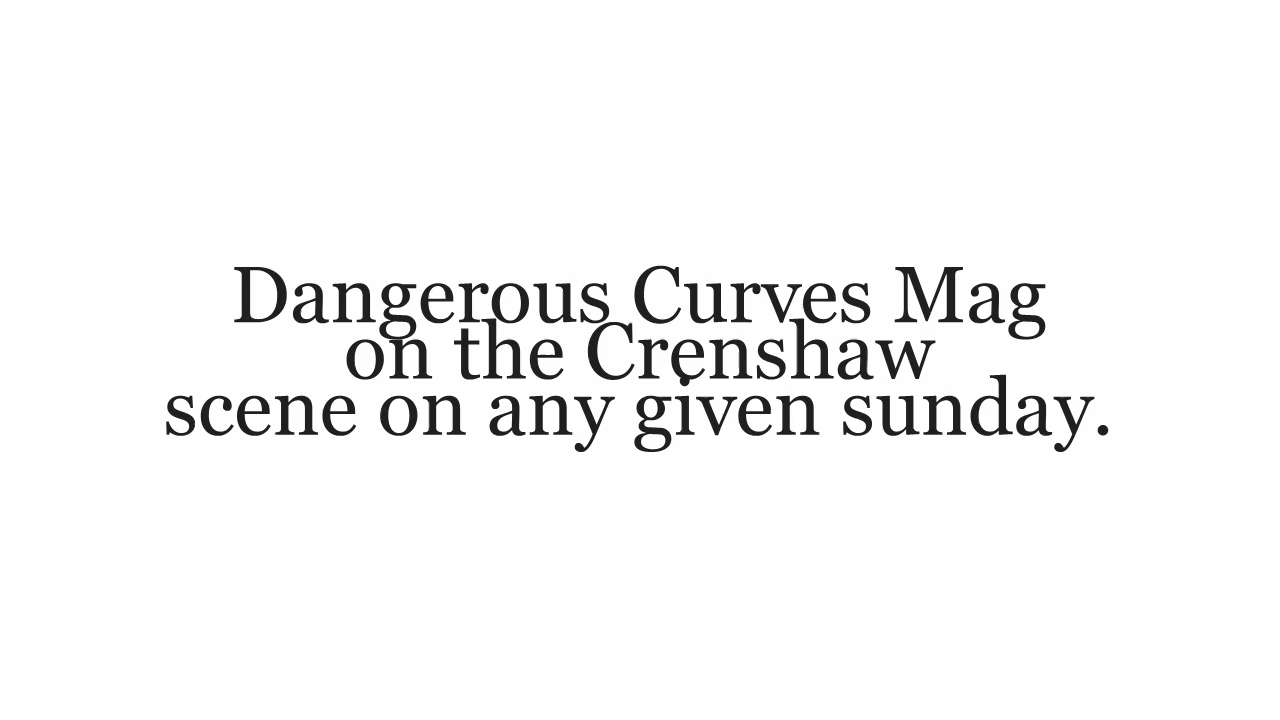 Dangerous Curves Mag
on the Crenshaw
scene on any given sunday.